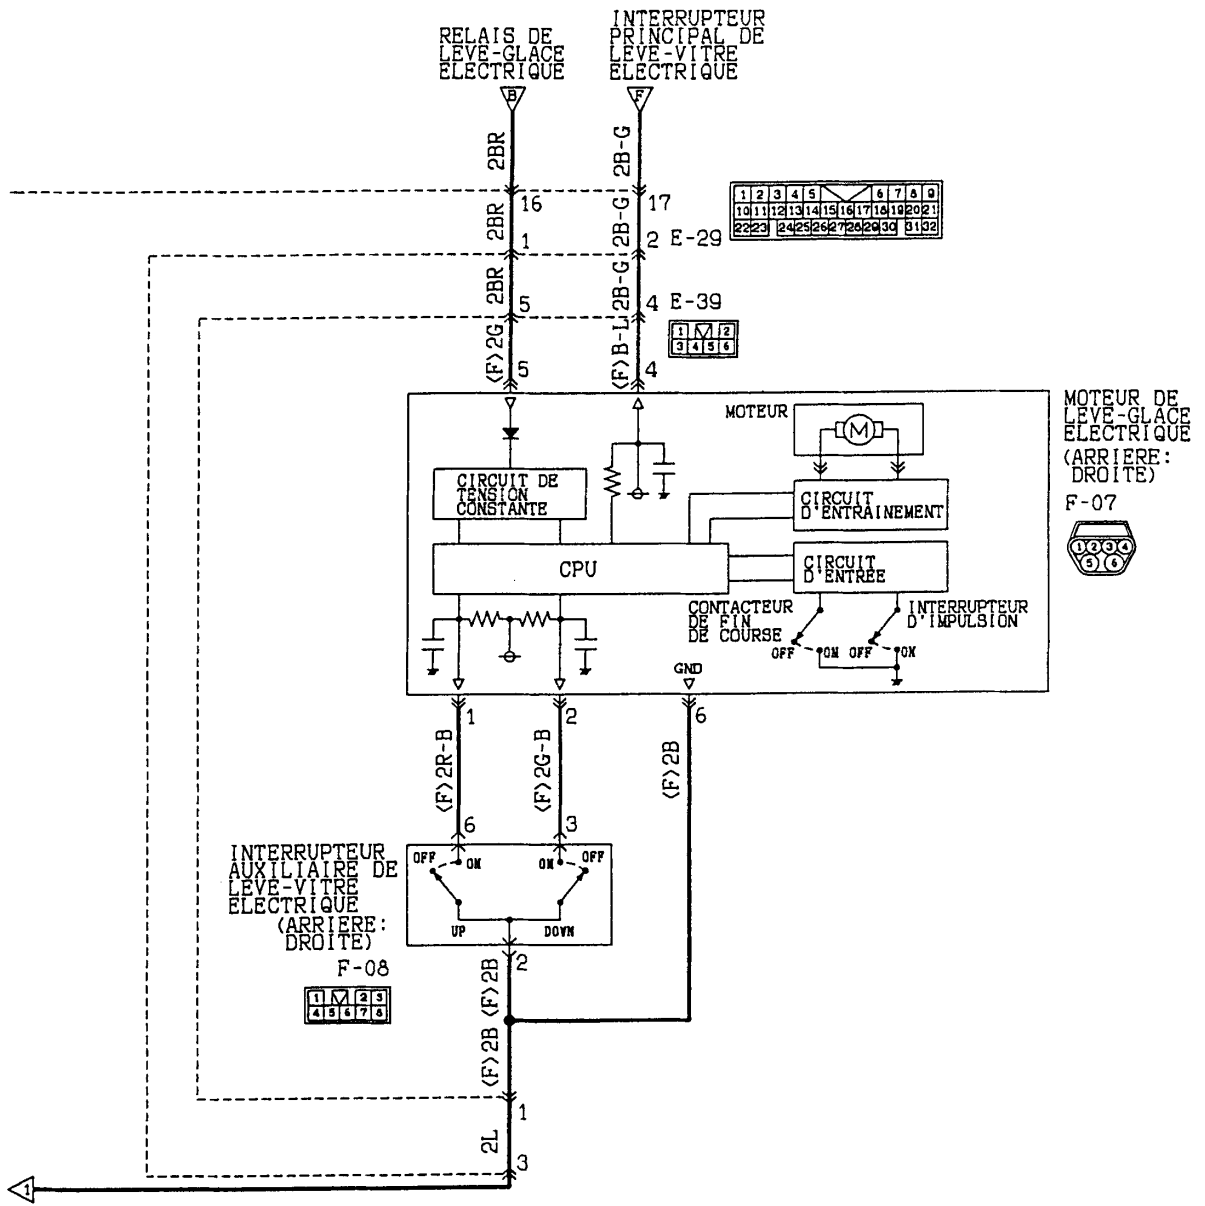 RELAIS DE
LEVE-GLACE
ELECTRIQUE
INTERRUPTEUR
PRINCIPAL DE
LEVE-VITRE
ELECTRIQUE
B
F
2BR
2B-G
16
17
1 2 3 4 5 6 7 8 9
10 11 12 13 14 15 16 17 18 19 20 21
22 23 24 25 26 27 28 29 30 31 32
2BR
2B-G
1
2
E-29
2BR
2B-G
5
4
E-39
1 2
3 4 5 6
(F)2G
(F)B-L
5
4
MOTEUR
M
MOTEUR DE
LEVE-GLACE
ELECTRIQUE
(ARRIERE:
DROITE)
F-07
1 2 3 4
5 6
CIRCUIT DE
TENSION
CONSTANTE
CIRCUIT
D'ENTRAINEMENT
CPU
CIRCUIT
D'ENTREE
CONTACTEUR
DE FIN
DE COURSE
INTERRUPTEUR
D'IMPULSION
OFF ON OFF ON
GND
1
2
6
(F)2R-B
(F)2G-B
(F)2B
6
3
INTERRUPTEUR
AUXILIAIRE DE
LEVE-VITRE
ELECTRIQUE
(ARRIERE:
DROITE)
F-08
1 2 3
4 5 6 7 8
OFF ON ON OFF
UP DOWN
2
(F)2B
(F)2B
1
2L
3
1